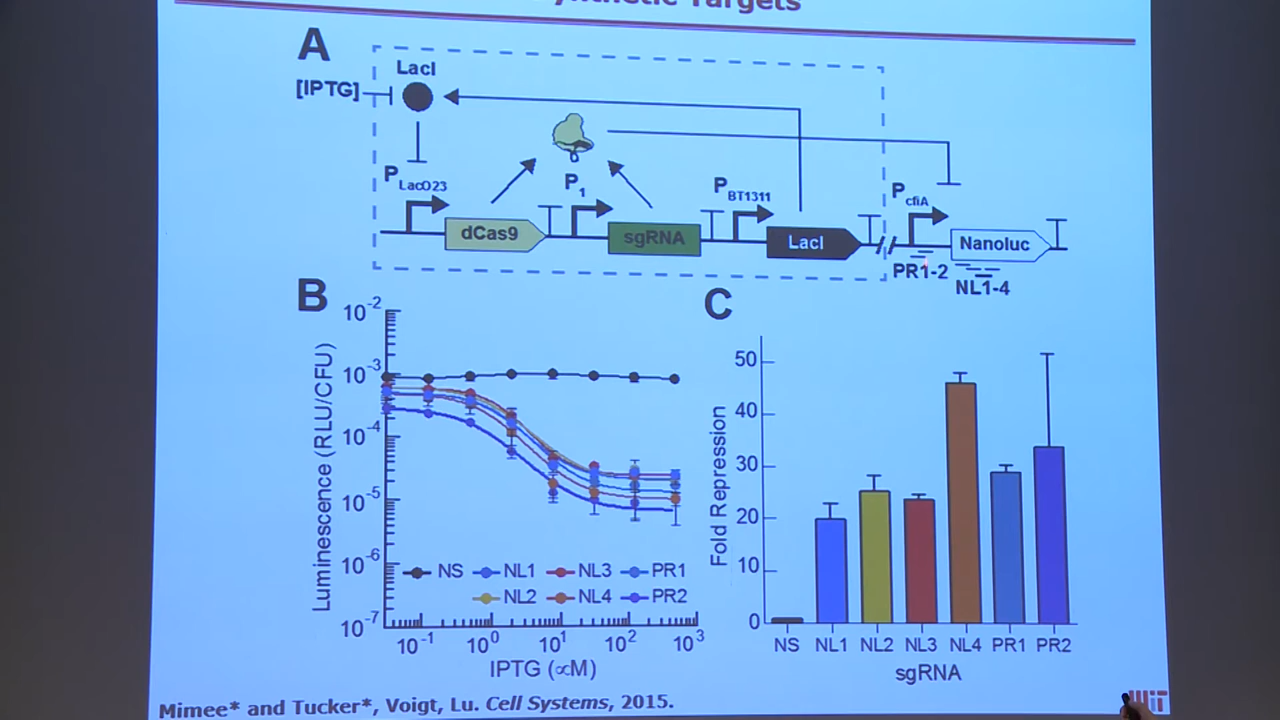 Synthetic Targets
A
LacI
[IPTG]
PLacO23
P1
PBT1311
PcfiA
dCas9
sgRNA
LacI
Nanoluc
PR1-2
NL1-4
B
Luminescence (RLU/CFU)
10-2
10-3
10-4
10-5
10-6
10-7
NS NL1 NL3 PR1
NL2 NL4 PR2
10-1 100 101 102 103
IPTG (∝M)
C
Fold Repression
50
40
30
20
10
0
NS NL1 NL2 NL3 NL4 PR1 PR2
sgRNA
Mimee* and Tucker*, Voigt, Lu. Cell Systems, 2015.
MIT